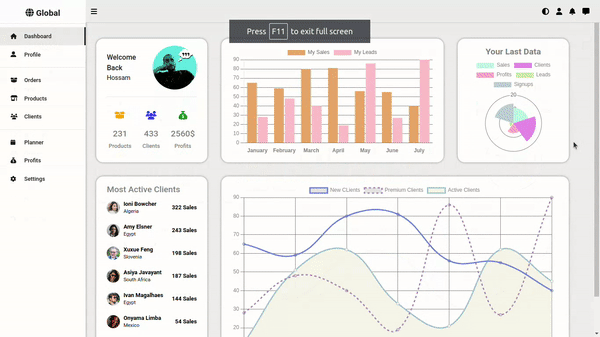 Global
Dashboard
Profile
Orders
Products
Clients
Planner
Profits
Settings
Press F11 to exit full screen
Welcome
Back
Hossam
231
433
2560$
Products
Clients
Profits
My Sales
My Leads
90
80
70
60
50
40
30
20
10
0
January
February
March
April
May
June
July
Your Last Data
Sales
Clients
Profits
Leads
Signups
20
Most Active Clients
Ioni Bowcher
Algeria
322 Sales
Amy Elsner
Egypt
243 Sales
Xuxue Feng
Slovenia
198 Sales
Asiya Javayant
South Africa
187 Sales
Ivan Magalhaes
Egypt
144 Sales
Onyama Limba
Mexico
54 Sales
New CLients
Premium Clients
Active Clients
90
80
70
60
50
40
30
20